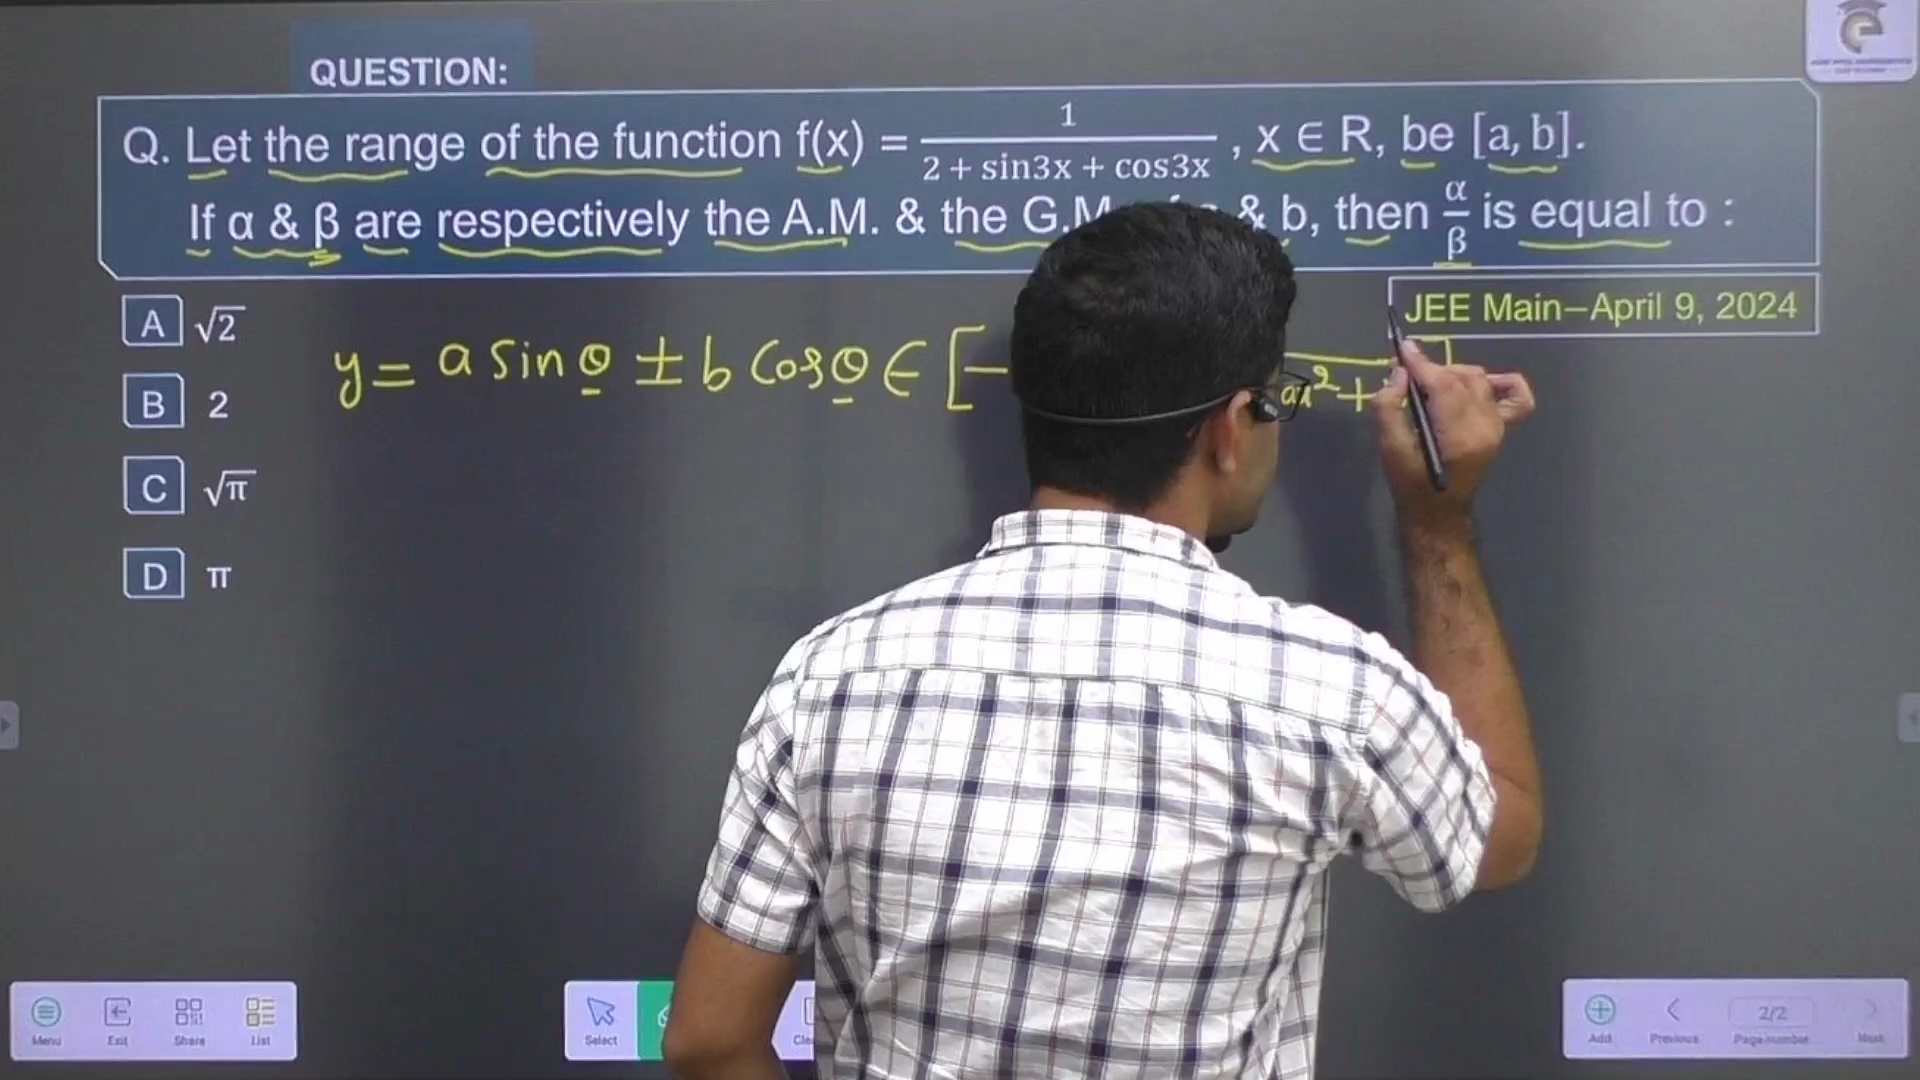 QUESTION:
Q. Let the range of the function f(x) = 1 / (2 + sin3x + cos3x) , x ∈ R, be [a, b].
If α & β are respectively the A.M. & the G.M & b, then α/β is equal to :
JEE Main–April 9, 2024
A √2
B 2
C √π
D π
y = a sinθ ± b cosθ ∈ [-
Menu Exit Share List
Select
Add Previous 2/2 Page number Next